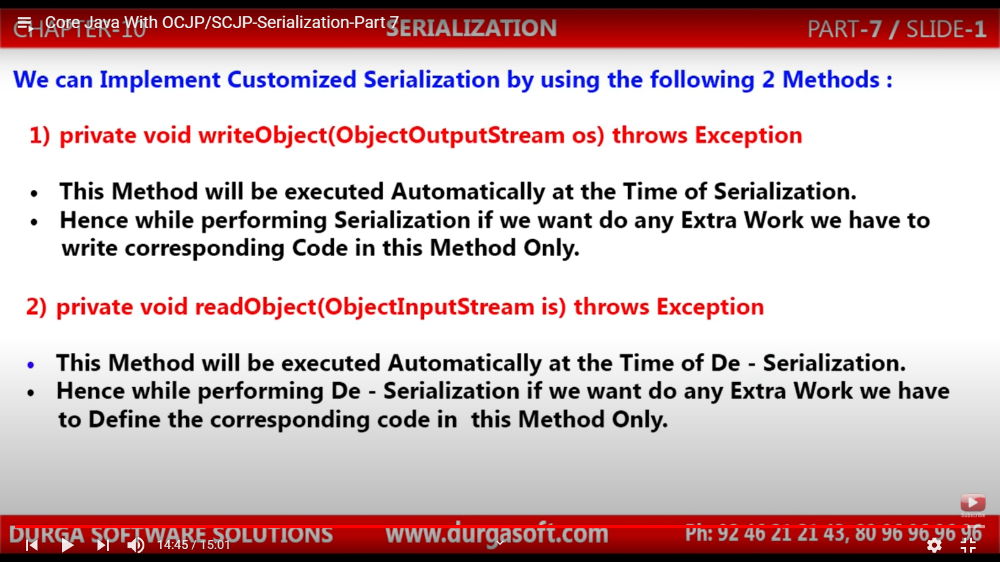 Core Java With OCJP/SCJP-Serialization-Part 7
CHAPTER-10 SERIALIZATION PART-7 / SLIDE-1
We can Implement Customized Serialization by using the following 2 Methods :
1) private void writeObject(ObjectOutputStream os) throws Exception
• This Method will be executed Automatically at the Time of Serialization.
• Hence while performing Serialization if we want do any Extra Work we have to
write corresponding Code in this Method Only.
2) private void readObject(ObjectInputStream is) throws Exception
• This Method will be executed Automatically at the Time of De - Serialization.
• Hence while performing De - Serialization if we want do any Extra Work we have
to Define the corresponding code in this Method Only.
Subscribe
DURGA SOFTWARE SOLUTIONS www.durgasoft.com Ph: 92 46 21 21 43, 80 96 96 96 96
14:45 / 15:01